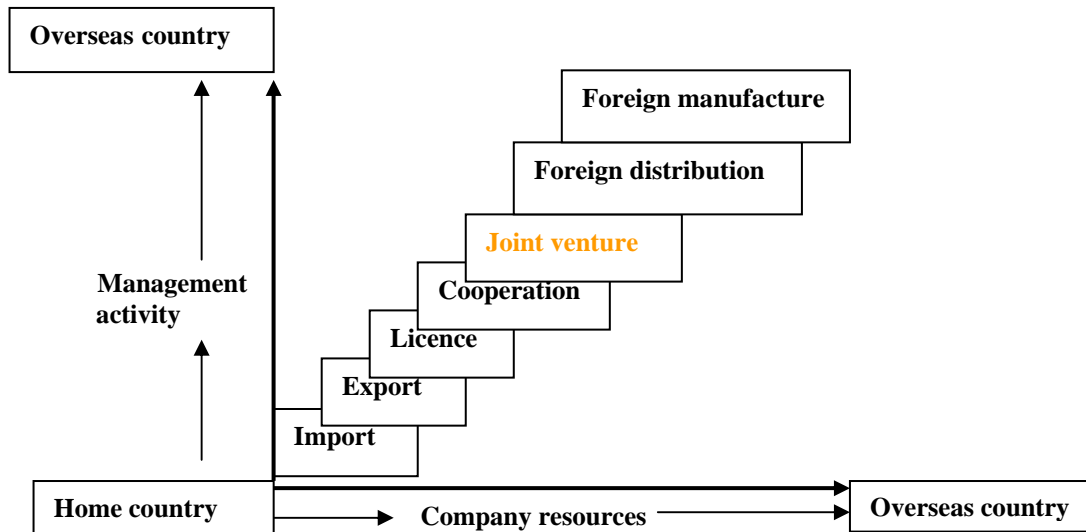 Overseas country
Foreign manufacture
Foreign distribution
Joint venture
Management
activity
Cooperation
Licence
Export
Import
Home country
Company resources
Overseas country